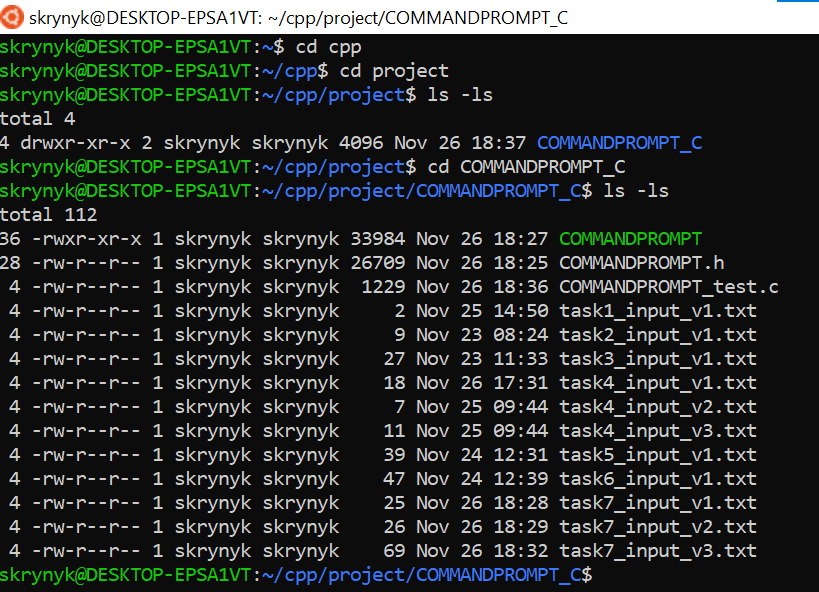 skrynyk@DESKTOP-EPSA1VT: ~/cpp/project/COMMANDPROMPT_C
skrynyk@DESKTOP-EPSA1VT:~$ cd cpp
skrynyk@DESKTOP-EPSA1VT:~/cpp$ cd project
skrynyk@DESKTOP-EPSA1VT:~/cpp/project$ ls -ls
total 4
4 drwxr-xr-x 2 skrynyk skrynyk 4096 Nov 26 18:37 COMMANDPROMPT_C
skrynyk@DESKTOP-EPSA1VT:~/cpp/project$ cd COMMANDPROMPT_C
skrynyk@DESKTOP-EPSA1VT:~/cpp/project/COMMANDPROMPT_C$ ls -ls
total 112
36 -rwxr-xr-x 1 skrynyk skrynyk 33984 Nov 26 18:27 COMMANDPROMPT
28 -rw-r--r-- 1 skrynyk skrynyk 26709 Nov 26 18:25 COMMANDPROMPT.h
 4 -rw-r--r-- 1 skrynyk skrynyk  1229 Nov 26 18:36 COMMANDPROMPT_test.c
 4 -rw-r--r-- 1 skrynyk skrynyk     2 Nov 25 14:50 task1_input_v1.txt
 4 -rw-r--r-- 1 skrynyk skrynyk     9 Nov 23 08:24 task2_input_v1.txt
 4 -rw-r--r-- 1 skrynyk skrynyk    27 Nov 23 11:33 task3_input_v1.txt
 4 -rw-r--r-- 1 skrynyk skrynyk    18 Nov 26 17:31 task4_input_v1.txt
 4 -rw-r--r-- 1 skrynyk skrynyk     7 Nov 25 09:44 task4_input_v2.txt
 4 -rw-r--r-- 1 skrynyk skrynyk    11 Nov 25 09:44 task4_input_v3.txt
 4 -rw-r--r-- 1 skrynyk skrynyk    39 Nov 24 12:31 task5_input_v1.txt
 4 -rw-r--r-- 1 skrynyk skrynyk    47 Nov 24 12:39 task6_input_v1.txt
 4 -rw-r--r-- 1 skrynyk skrynyk    25 Nov 26 18:28 task7_input_v1.txt
 4 -rw-r--r-- 1 skrynyk skrynyk    26 Nov 26 18:29 task7_input_v2.txt
 4 -rw-r--r-- 1 skrynyk skrynyk    69 Nov 26 18:32 task7_input_v3.txt
skrynyk@DESKTOP-EPSA1VT:~/cpp/project/COMMANDPROMPT_C$